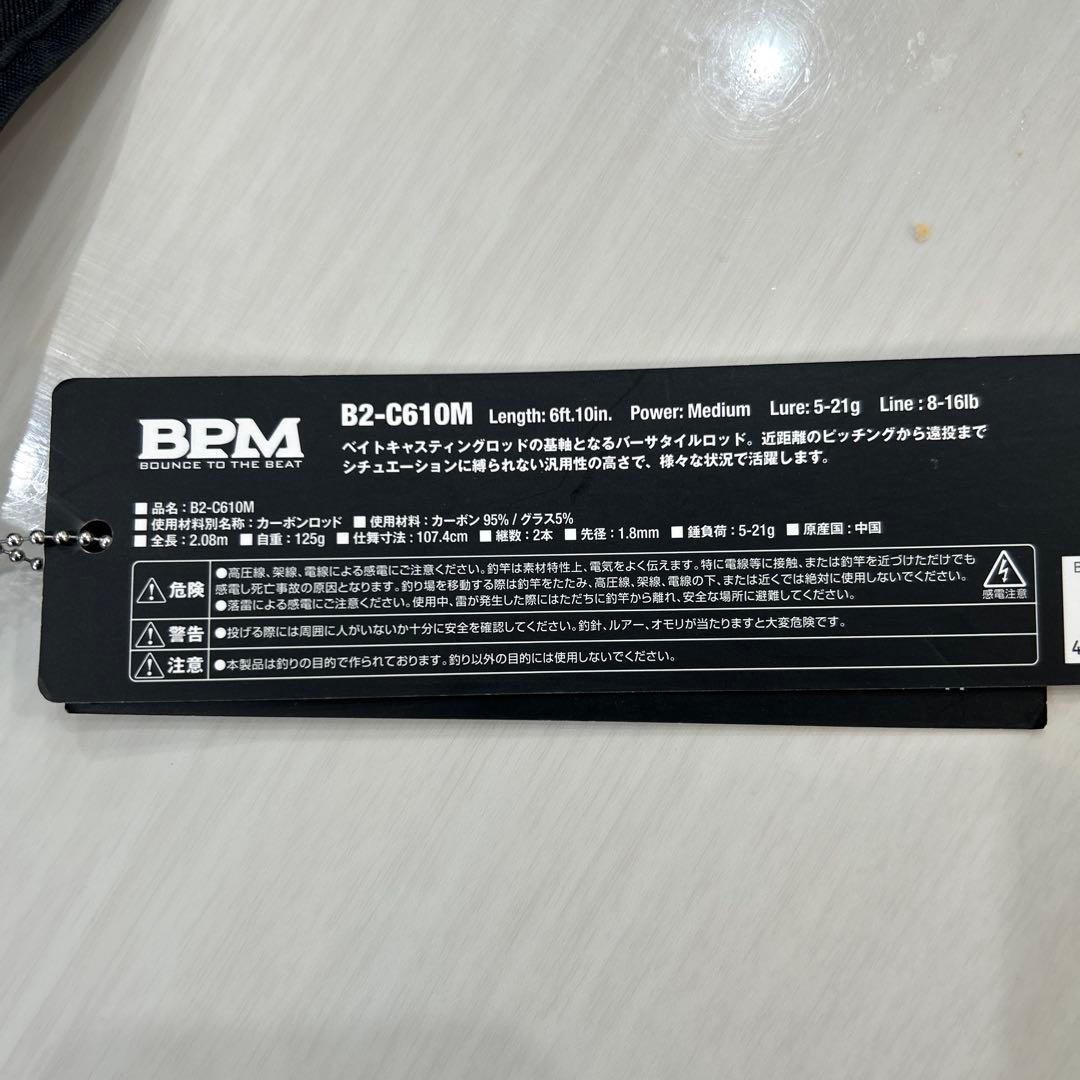 BPM
BOUNCE TO THE BEAT
B2-C610M Length: 6ft.10in. Power: Medium Lure: 5-21g Line : 8-16lb
ベイトキャスティングロッドの基軸となるバーサタイルロッド。近距離のピッチングから遠投まで
シチュエーションに縛られない汎用性の高さで、様々な状況で活躍します。
■ 品名 : B2-C610M
■ 使用材料別名称 : カーボンロッド ■ 使用材料 : カーボン 95% / グラス5%
■ 全長 : 2.08m ■ 自重 : 125g ■ 仕舞寸法 : 107.4cm ■ 継数 : 2本 ■ 先径 : 1.8mm ■ 錘負荷 : 5-21g ■ 原産国 : 中国
危険
●高圧線、架線、電線による感電にご注意ください。釣竿は素材特性上、電気をよく伝えます。特に電線等に接触、または釣竿を近づけただけでも
感電し死亡事故の原因となります。釣り場を移動する際は釣竿をたたみ、高圧線、架線、電線の下、または近くでは絶対に使用しないでください。
●落雷による感電にご注意ください。使用中、雷が発生した際にはただちに釣竿から離れ、安全な場所に避難してください。
感電注意
警告
●投げる際には周囲に人がいないか十分に安全を確認してください。釣針、ルアー、オモリが当たりますと大変危険です。
注意
●本製品は釣りの目的で作られております。釣り以外の目的には使用しないでください。